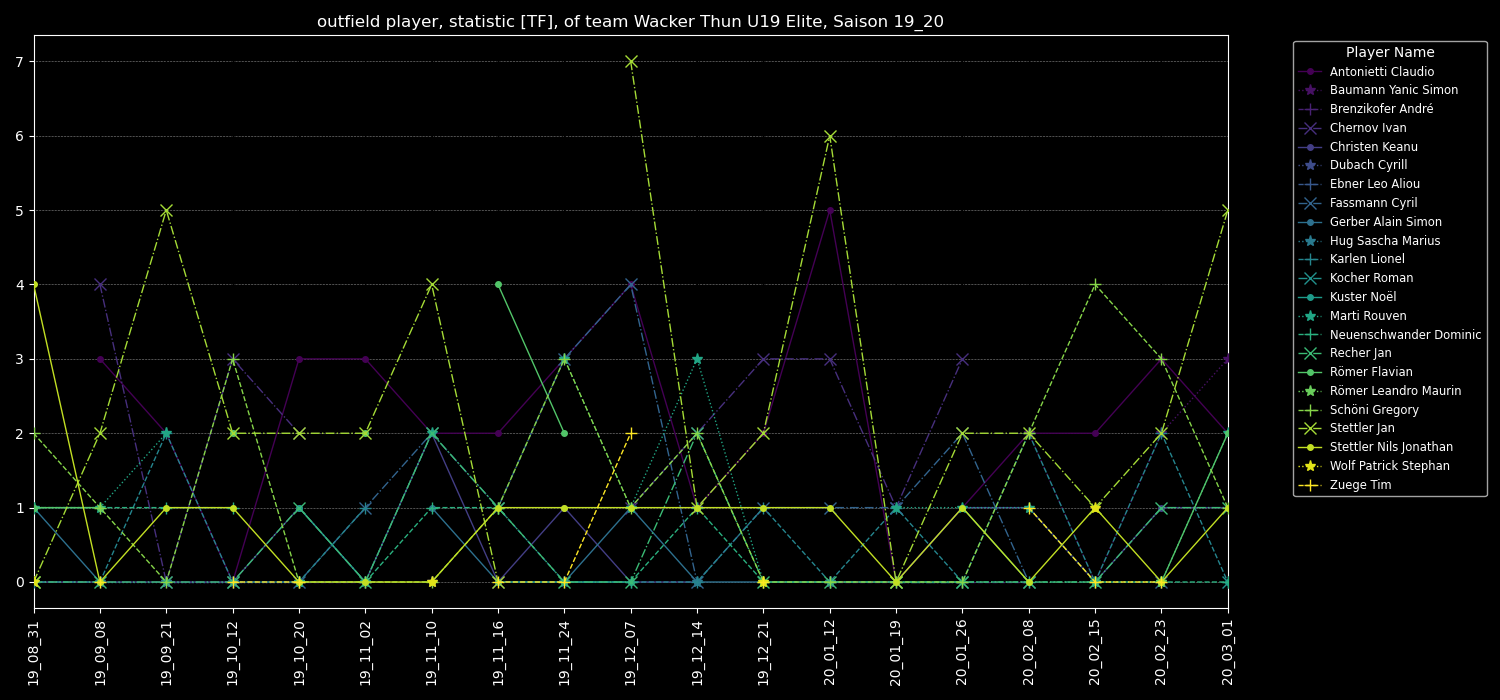 outfield player, statistic [TF], of team Wacker Thun U19 Elite, Saison 19_20
7
6
5
4
3
2
1
0
19_08_31
19_09_08
19_09_21
19_10_12
19_10_20
19_11_02
19_11_10
19_11_16
19_11_24
19_12_07
19_12_14
19_12_21
20_01_12
20_01_19
20_01_26
20_02_08
20_02_15
20_02_23
20_03_01
Player Name
Antonietti Claudio
Baumann Yanic Simon
Brenzikofer André
Chernov Ivan
Christen Keanu
Dubach Cyrill
Ebner Leo Aliou
Fassmann Cyril
Gerber Alain Simon
Hug Sascha Marius
Karlen Lionel
Kocher Roman
Kuster Noël
Marti Rouven
Neuenschwander Dominic
Recher Jan
Römer Flavian
Römer Leandro Maurin
Schöni Gregory
Stettler Jan
Stettler Nils Jonathan
Wolf Patrick Stephan
Zuege Tim